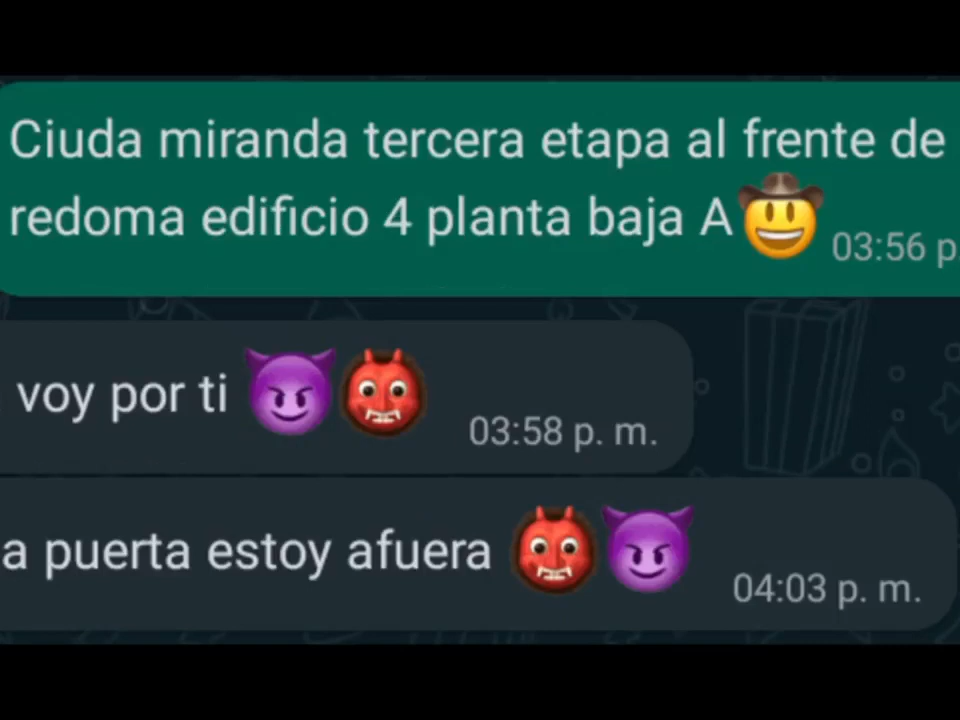 Ciuda miranda tercera etapa al frente de
redoma edificio 4 planta baja A🤠
03:56 p.
voy por ti 😈👹
03:58 p. m.
a puerta estoy afuera 👹😈
04:03 p. m.